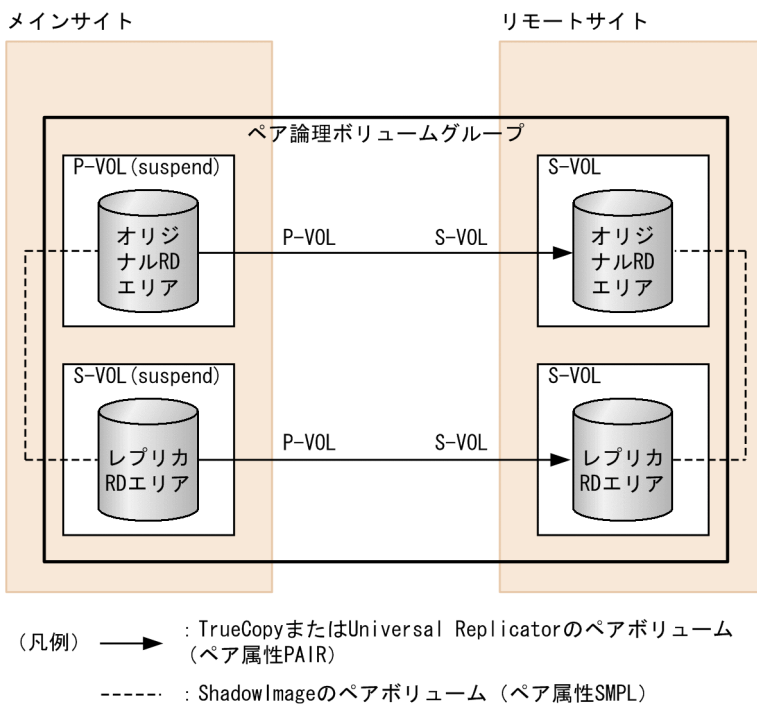 メインサイト
リモートサイト
ペア論理ボリュームグループ
P-VOL(suspend)
S-VOL
オリジ
ナルRD
エリア
P-VOL
S-VOL
オリジ
ナルRD
エリア
S-VOL(suspend)
S-VOL
レプリカ
RDエリア
P-VOL
S-VOL
レプリカ
RDエリア
(凡例)
:TrueCopyまたはUniversal Replicatorのペアボリューム
(ペア属性PAIR)
:ShadowImageのペアボリューム(ペア属性SMPL)